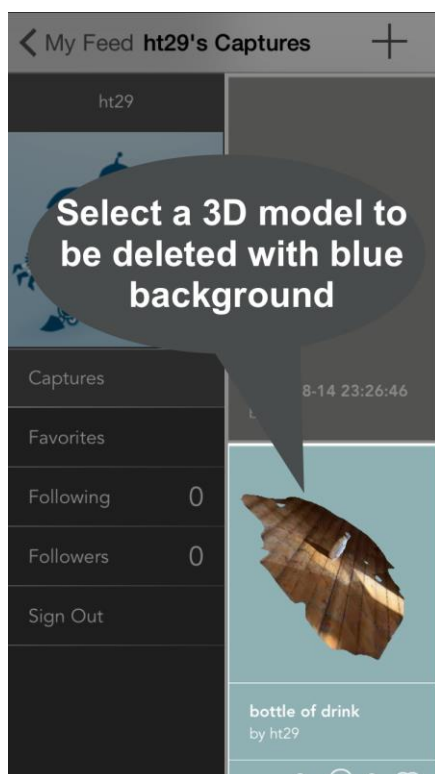 My Feed ht29's Captures
ht29
Select a 3D model to
be deleted with blue
background
Captures
8-14 23:26:46
Favorites
Following 0
Followers 0
Sign Out
bottle of drink
by ht29